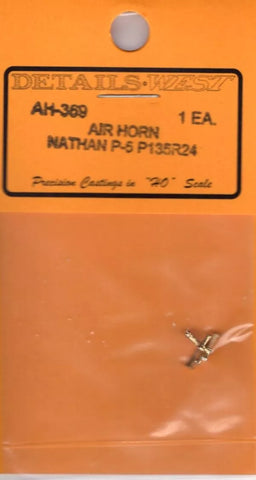 DETAILS WEST
AH-369 1 EA.
AIR HORN
NATHAN P-5 P135R24
Precision Castings in "HO" Scale